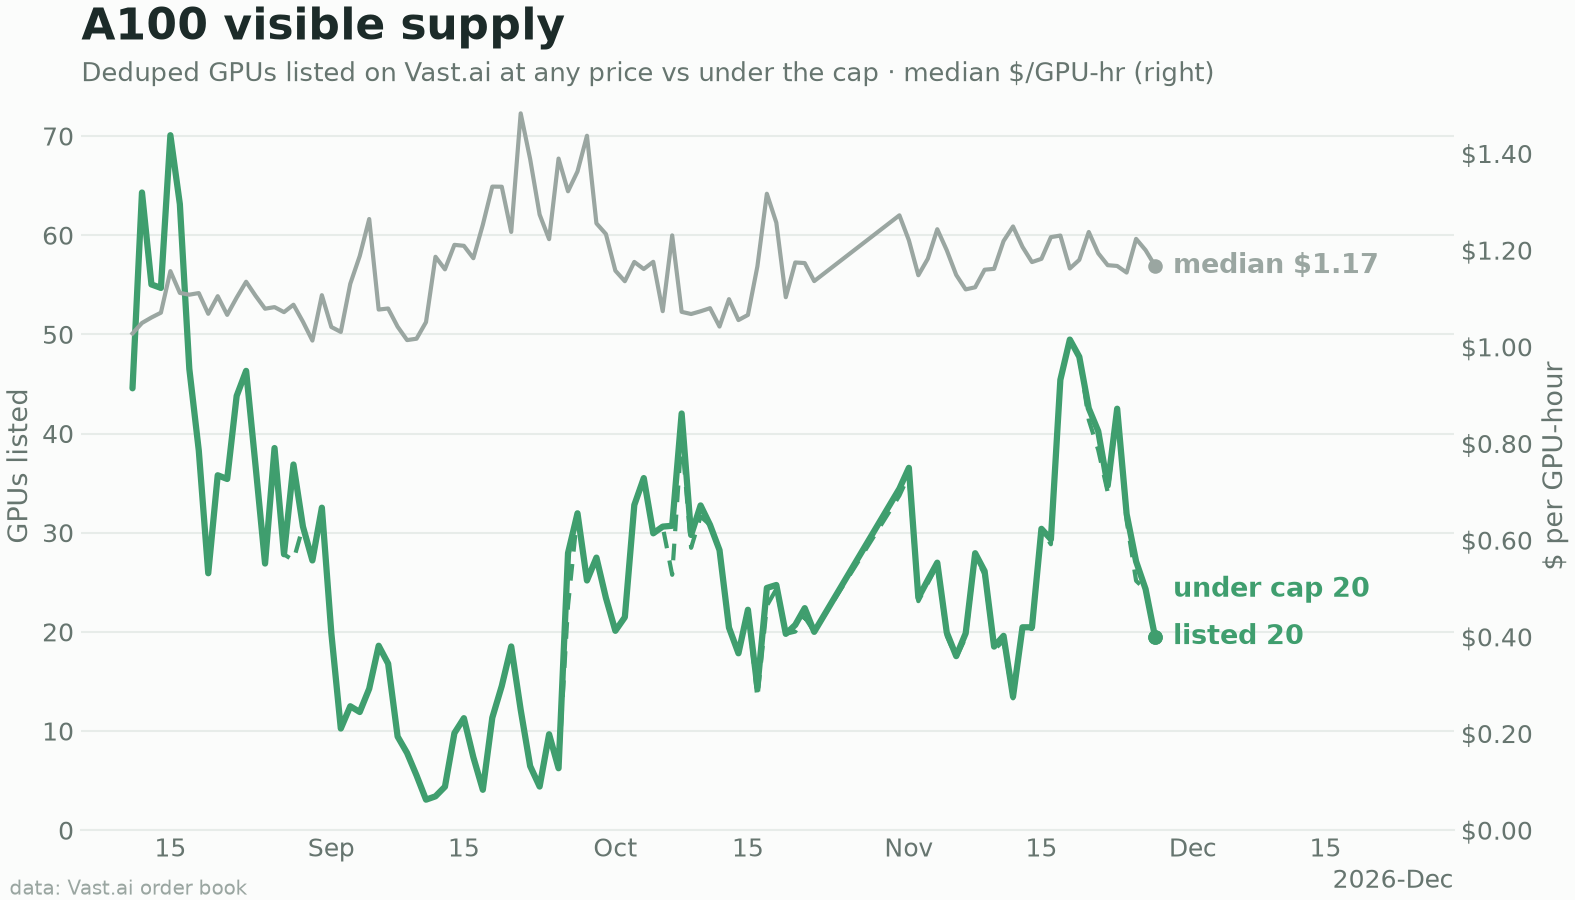 A100 visible supply
Deduped GPUs listed on Vast.ai at any price vs under the cap · median $/GPU-hr (right)
GPUs listed
70
60
50
40
30
20
10
0
$1.40
$1.20
$1.00
$0.80
$0.60
$0.40
$0.20
$0.00
$ per GPU-hour
median $1.17
under cap 20
listed 20
15
Sep
15
Oct
15
Nov
15
Dec
15
2026-Dec
data: Vast.ai order book